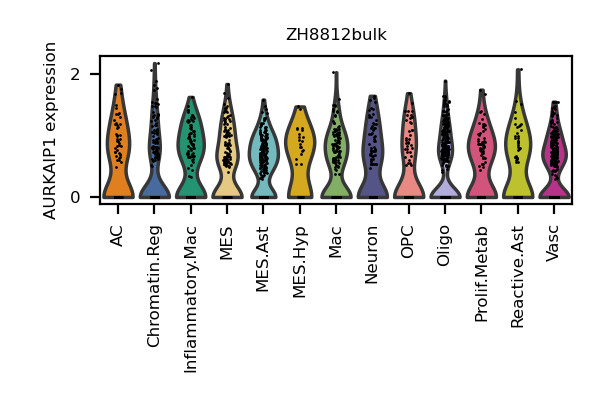 ZH8812bulk
AURKAIP1 expression
2
0
AC
Chromatin.Reg
Inflammatory.Mac
MES
MES.Ast
MES.Hyp
Mac
Neuron
OPC
Oligo
Prolif.Metab
Reactive.Ast
Vasc